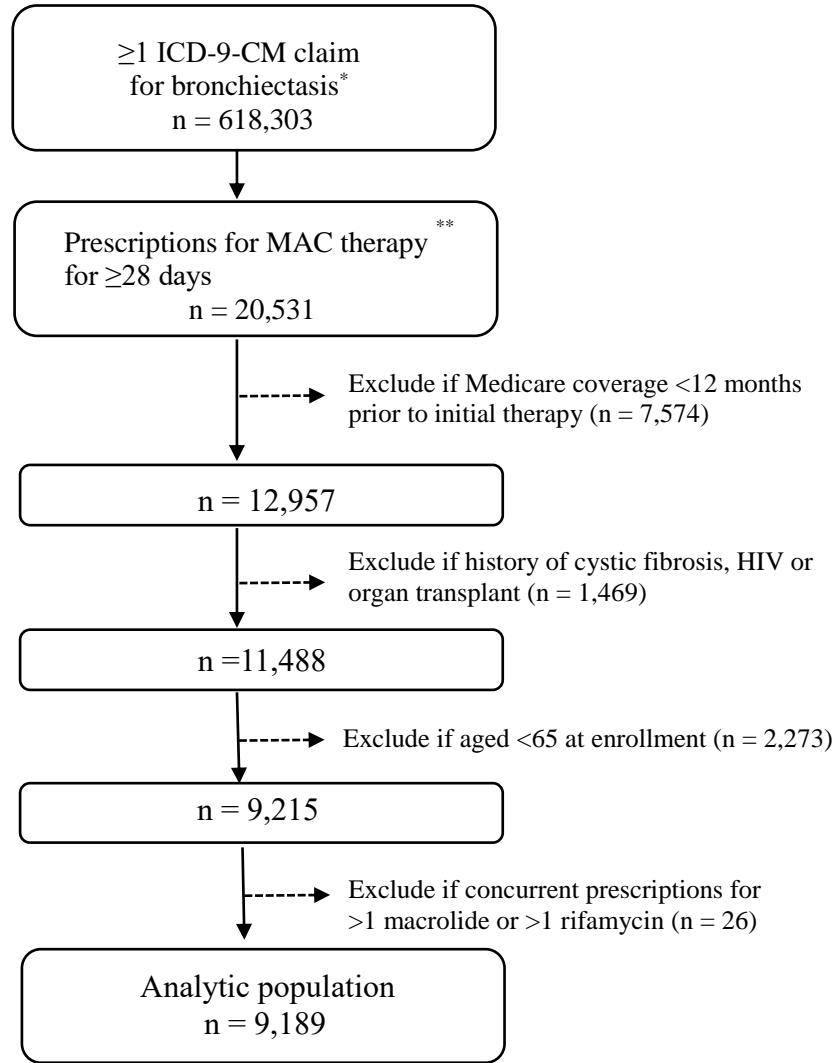 ≥1 ICD-9-CM claim
for bronchiectasis*
n = 618,303
Prescriptions for MAC therapy **
for ≥28 days
n = 20,531
Exclude if Medicare coverage <12 months
prior to initial therapy (n = 7,574)
n = 12,957
Exclude if history of cystic fibrosis, HIV or
organ transplant (n = 1,469)
n =11,488
Exclude if aged <65 at enrollment (n = 2,273)
n = 9,215
Exclude if concurrent prescriptions for
>1 macrolide or >1 rifamycin (n = 26)
Analytic population
n = 9,189